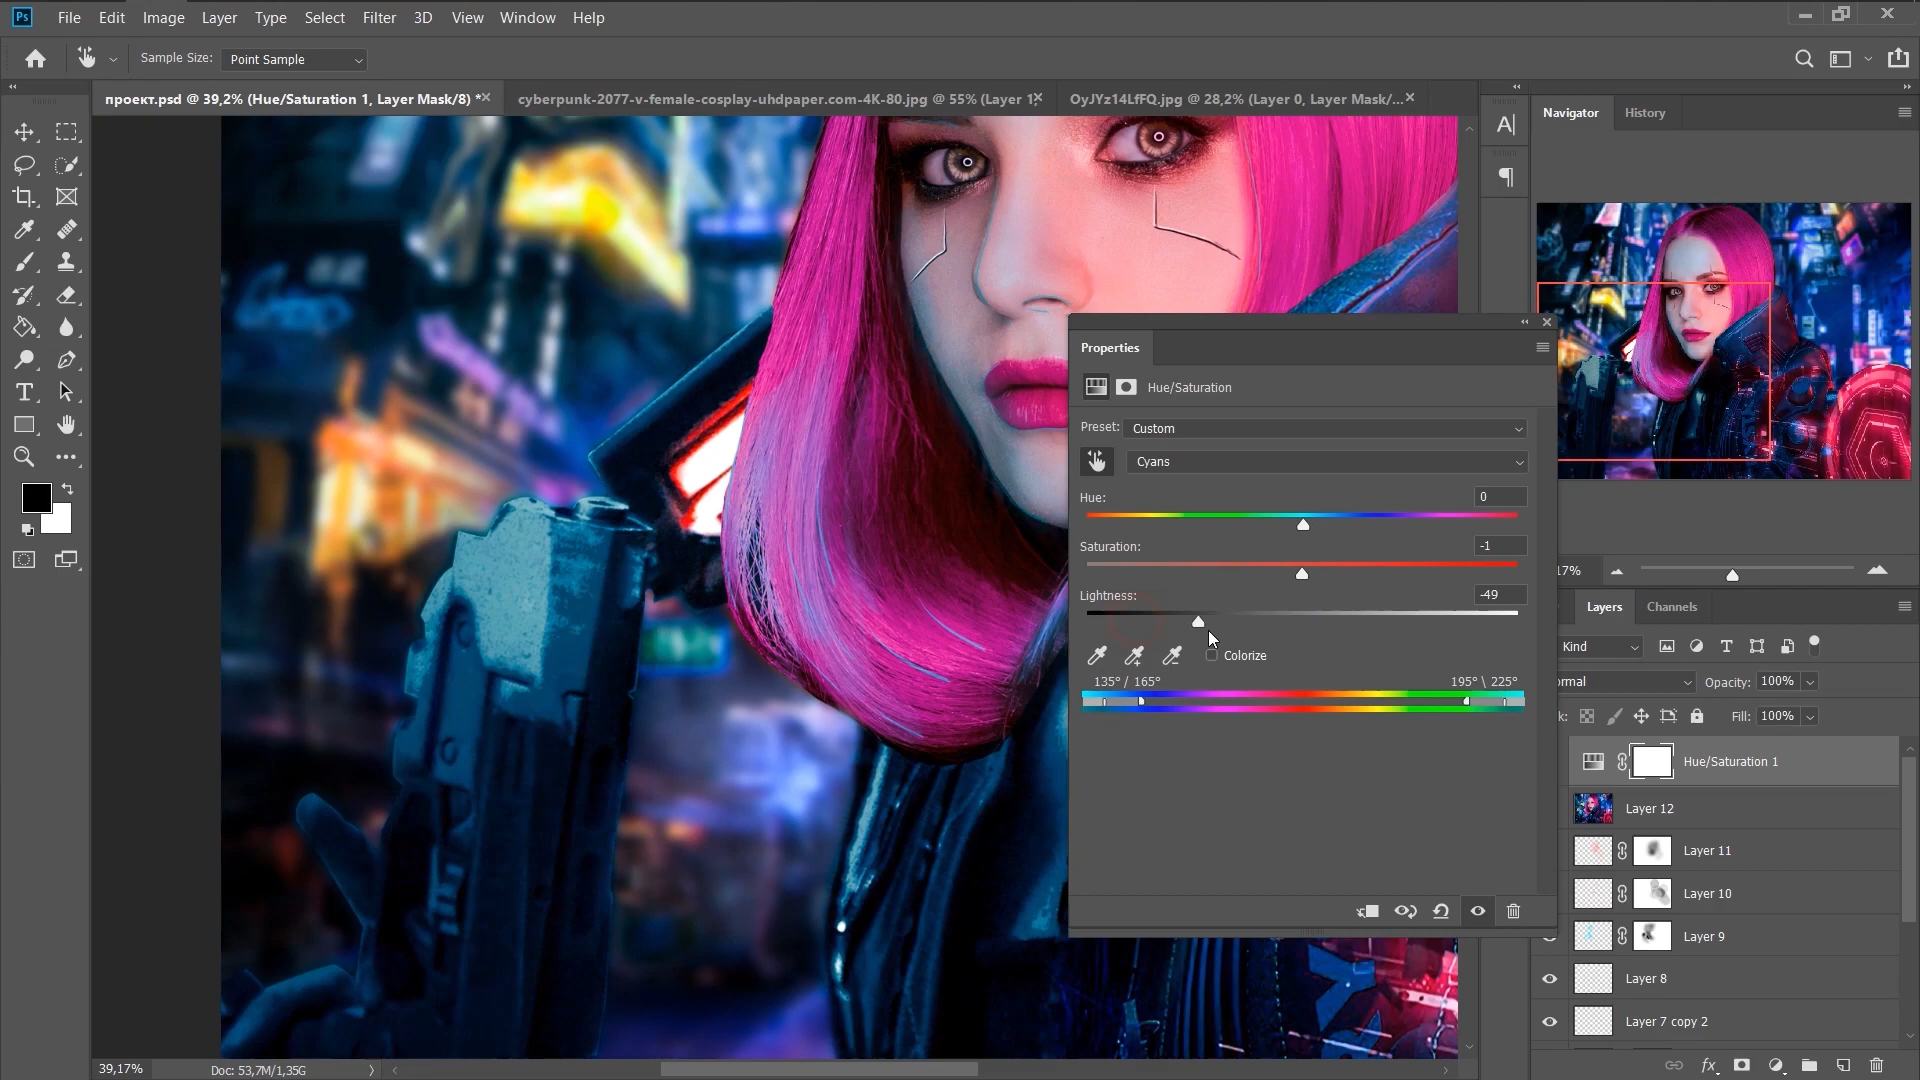 Ps File Edit Image Layer Type Select Filter 3D View Window Help
Sample Size: Point Sample
проект.psd @ 39,2% (Hue/Saturation 1, Layer Mask/8) *
cyberpunk-2077-v-female-cosplay-uhdpaper.com-4K-80.jpg @ 55% (Layer 1,
OyJYz14LfFQ.jpg @ 28,2% (Layer 0, Layer Mask/...
Navigator History
Properties
Hue/Saturation
Preset: Custom
Cyans
Hue: 0
Saturation: -1
Lightness: -49
Colorize
135° / 165° 195° \ 225°
17%
Layers Channels
Kind
rmal Opacity: 100%
k: Fill: 100%
Hue/Saturation 1
Layer 12
Layer 11
Layer 10
Layer 9
Layer 8
Layer 7 copy 2
fx
39,17% Doc: 53,7M/1,35G